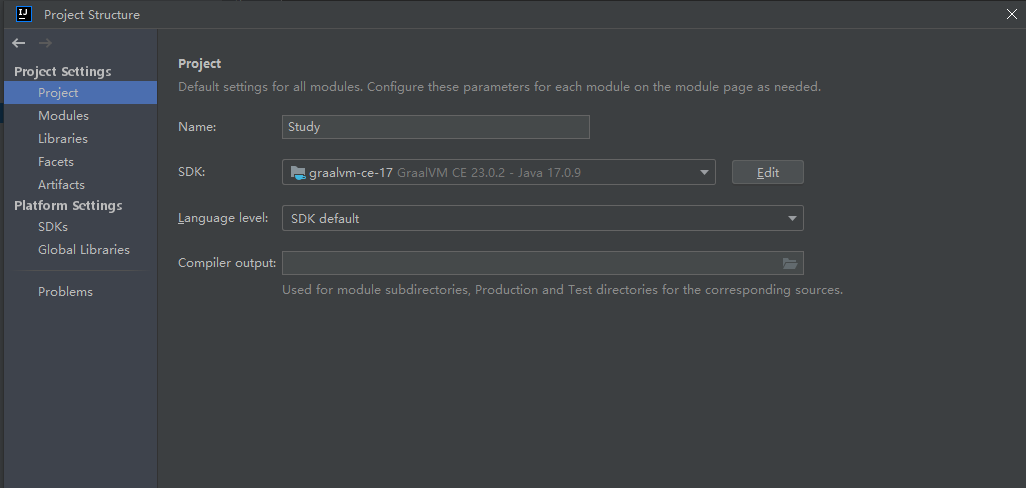 IJ Project Structure
Project Settings
Project
Modules
Libraries
Facets
Artifacts
Platform Settings
SDKs
Global Libraries
Problems
Project
Default settings for all modules. Configure these parameters for each module on the module page as needed.
Name: Study
SDK: graalvm-ce-17 GraalVM CE 23.0.2 - Java 17.0.9 Edit
Language level: SDK default
Compiler output:
Used for module subdirectories, Production and Test directories for the corresponding sources.